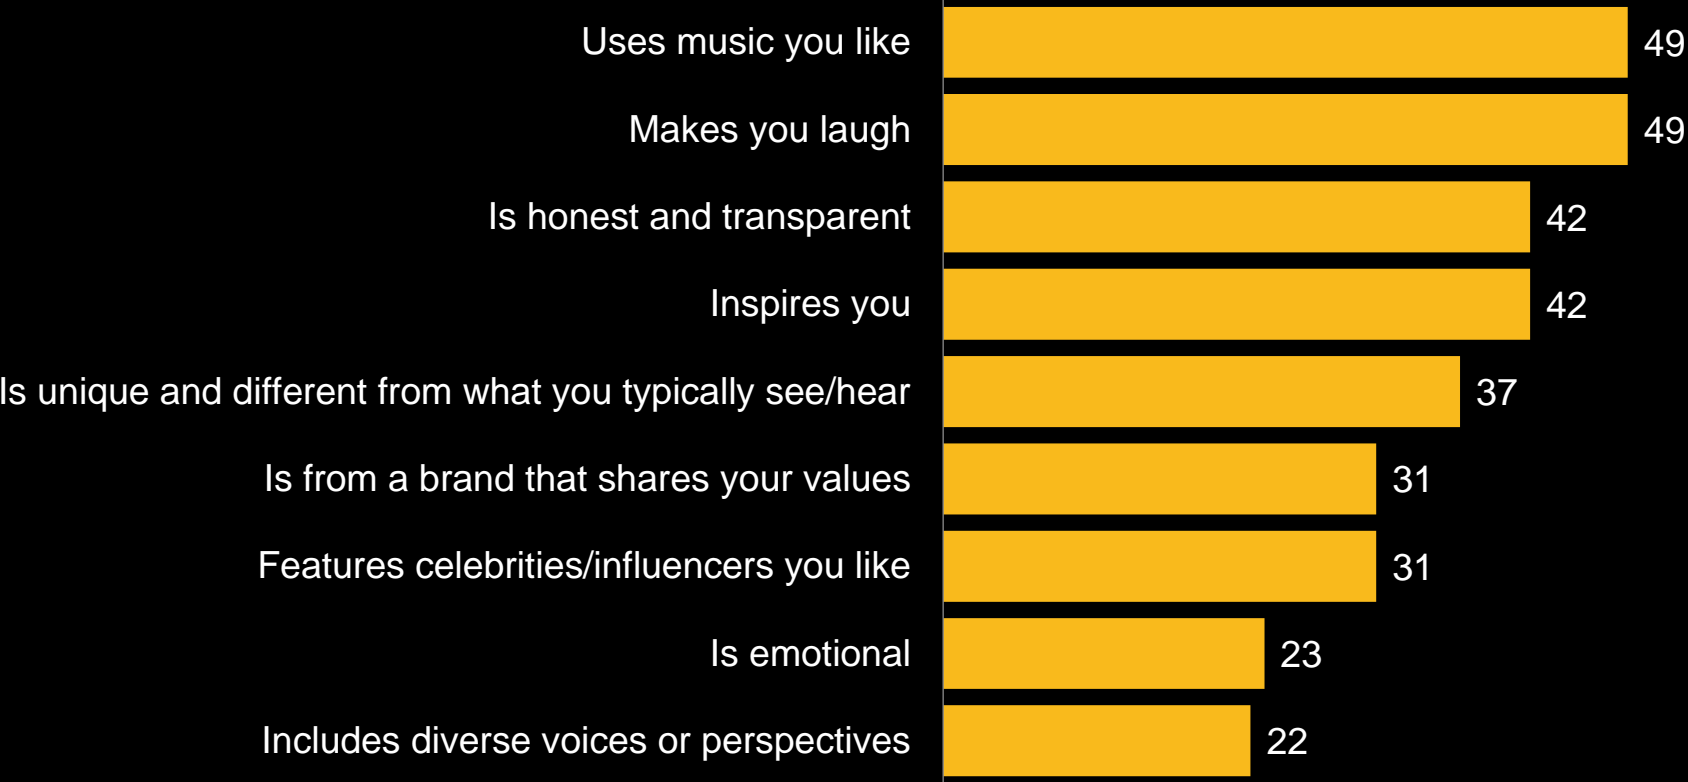 Uses music you like 49
Makes you laugh 49
Is honest and transparent 42
Inspires you 42
Is unique and different from what you typically see/hear 37
Is from a brand that shares your values 31
Features celebrities/influencers you like 31
Is emotional 23
Includes diverse voices or perspectives 22